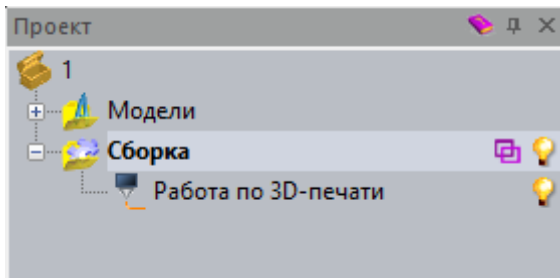 Проект
1
Модели
Сборка
Работа по 3D-печати